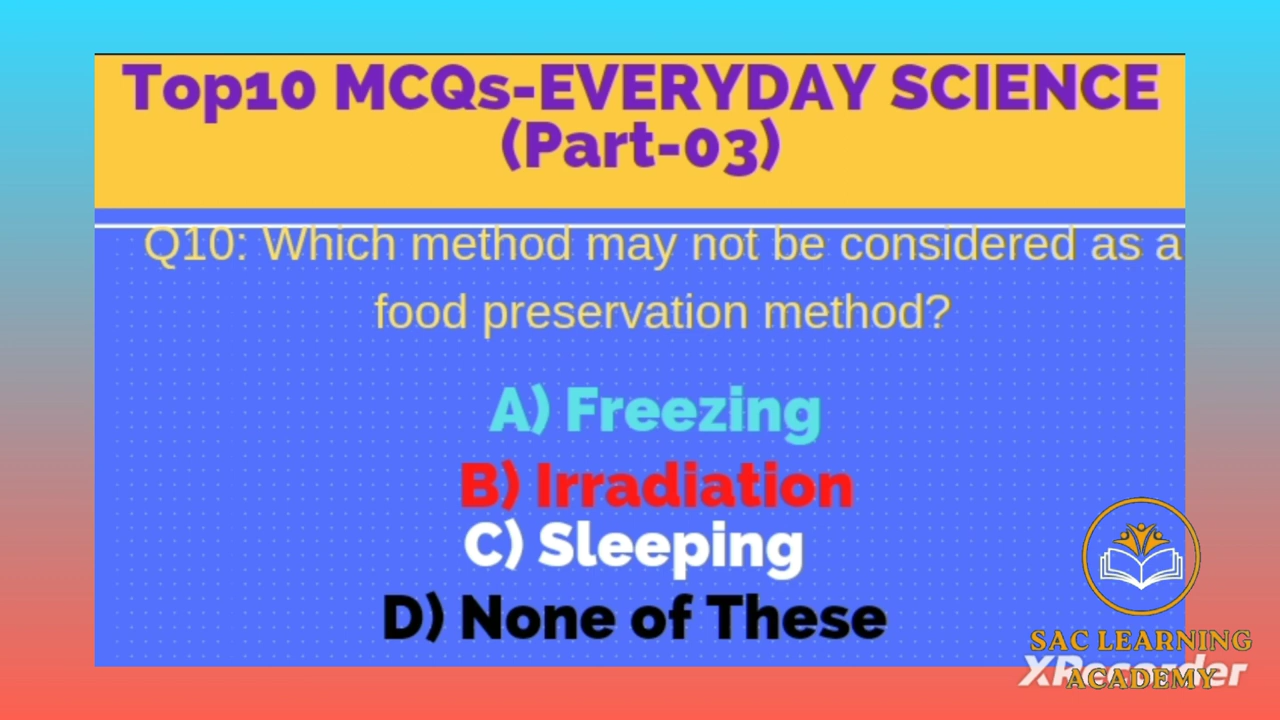 Top10 MCQs-EVERYDAY SCIENCE
(Part-03)
Q10: Which method may not be considered as a
food preservation method?
A) Freezing
B) Irradiation
C) Sleeping
D) None of These
SAC LEARNING
XRecorder
ACADEMY